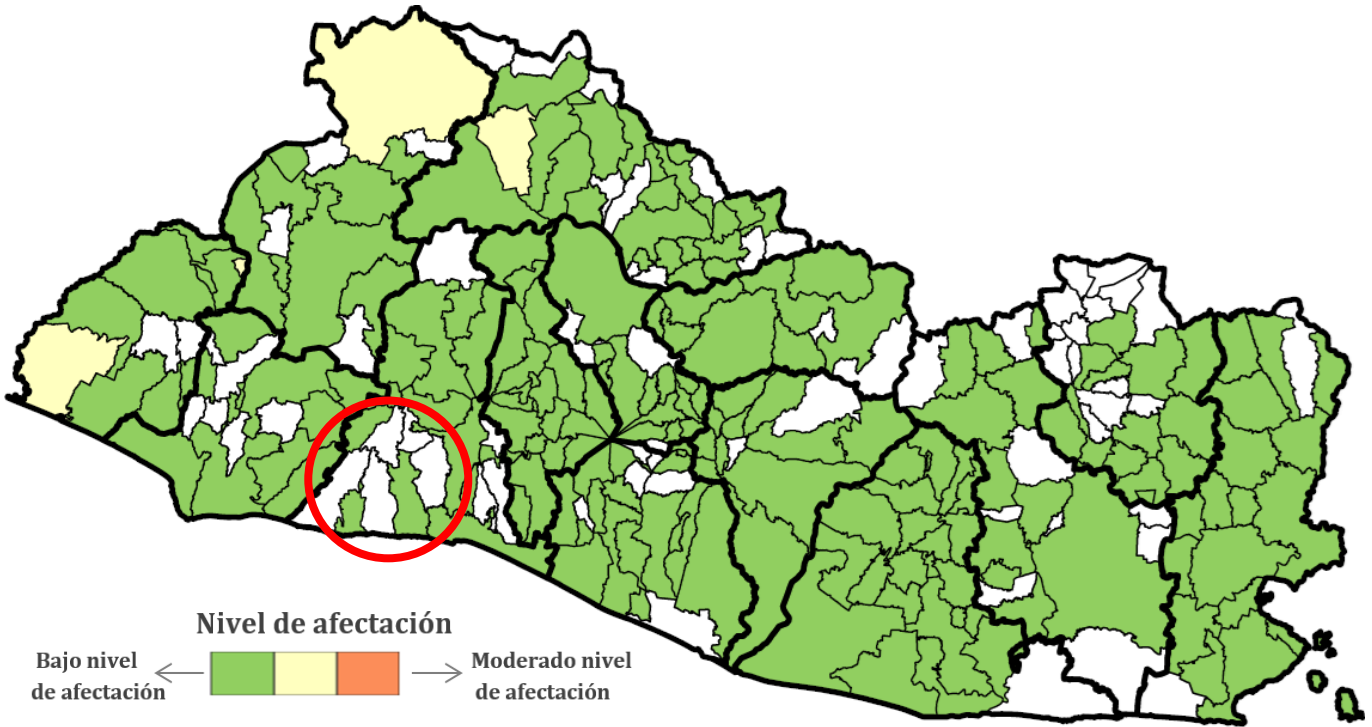 Nivel de afectación
Bajo nivel
de afectación
Moderado nivel
de afectación